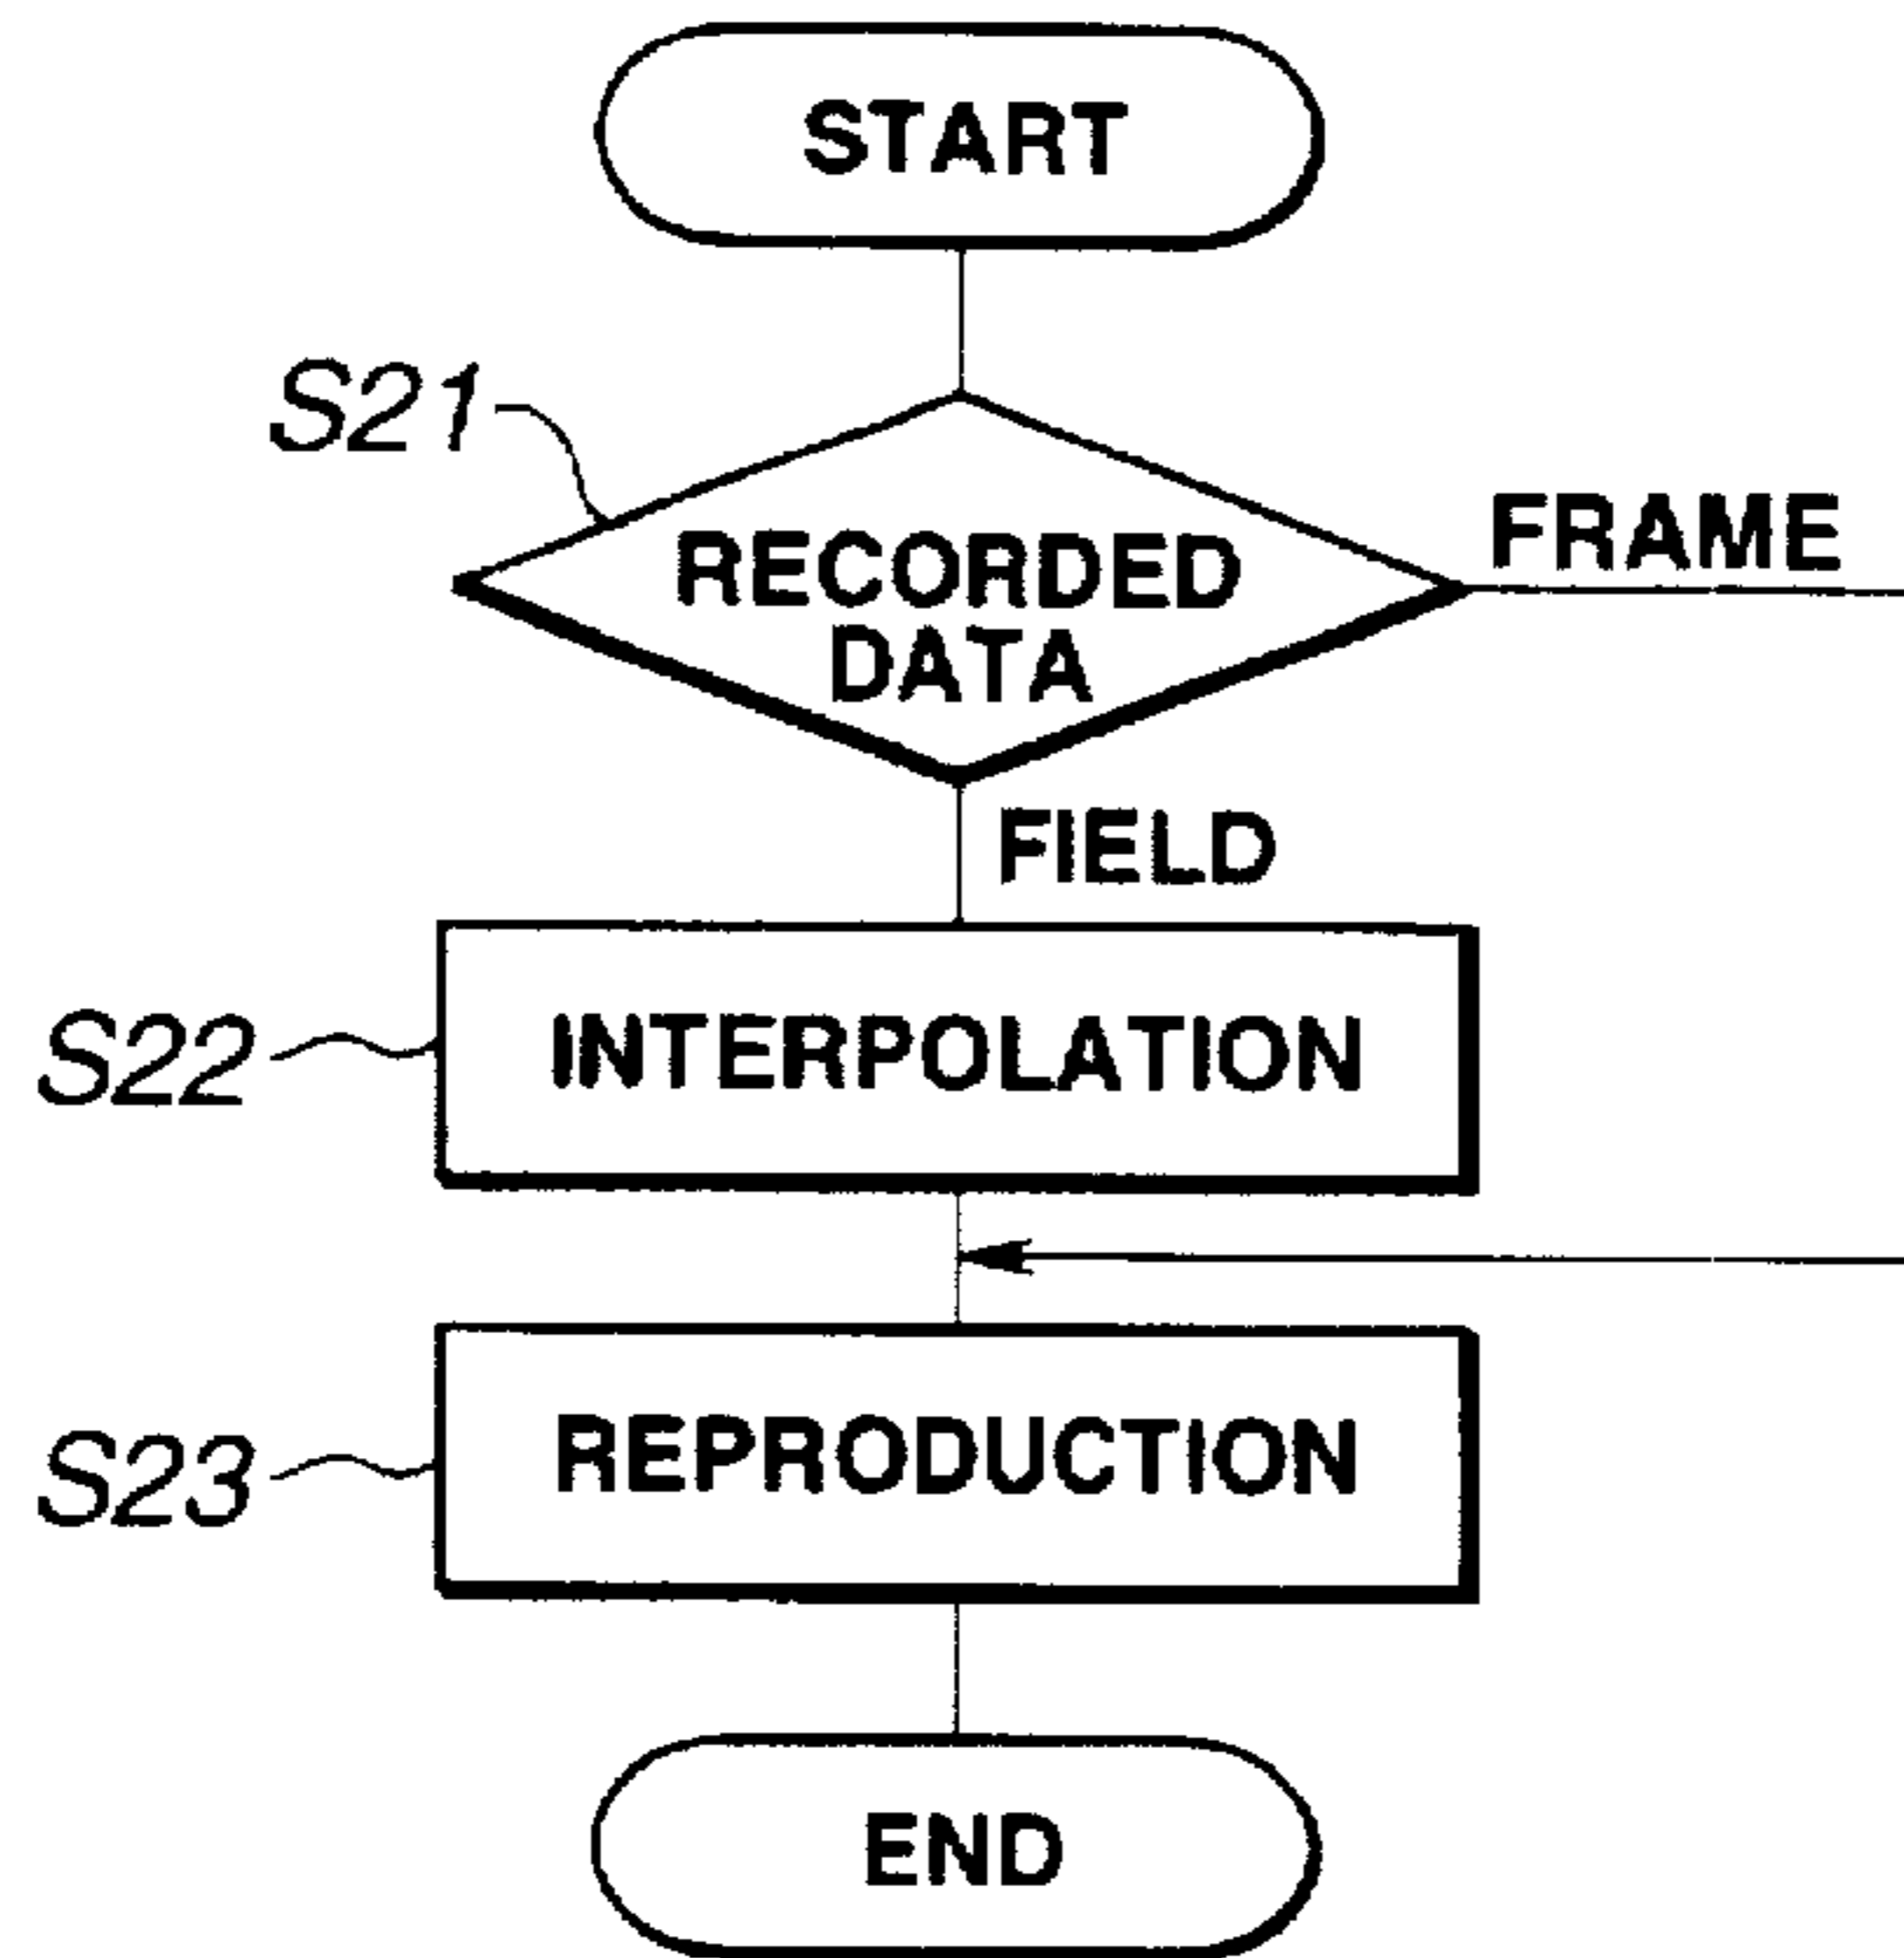 START
S21
RECORDED
DATA
FRAME
FIELD
S22
INTERPOLATION
S23
REPRODUCTION
END